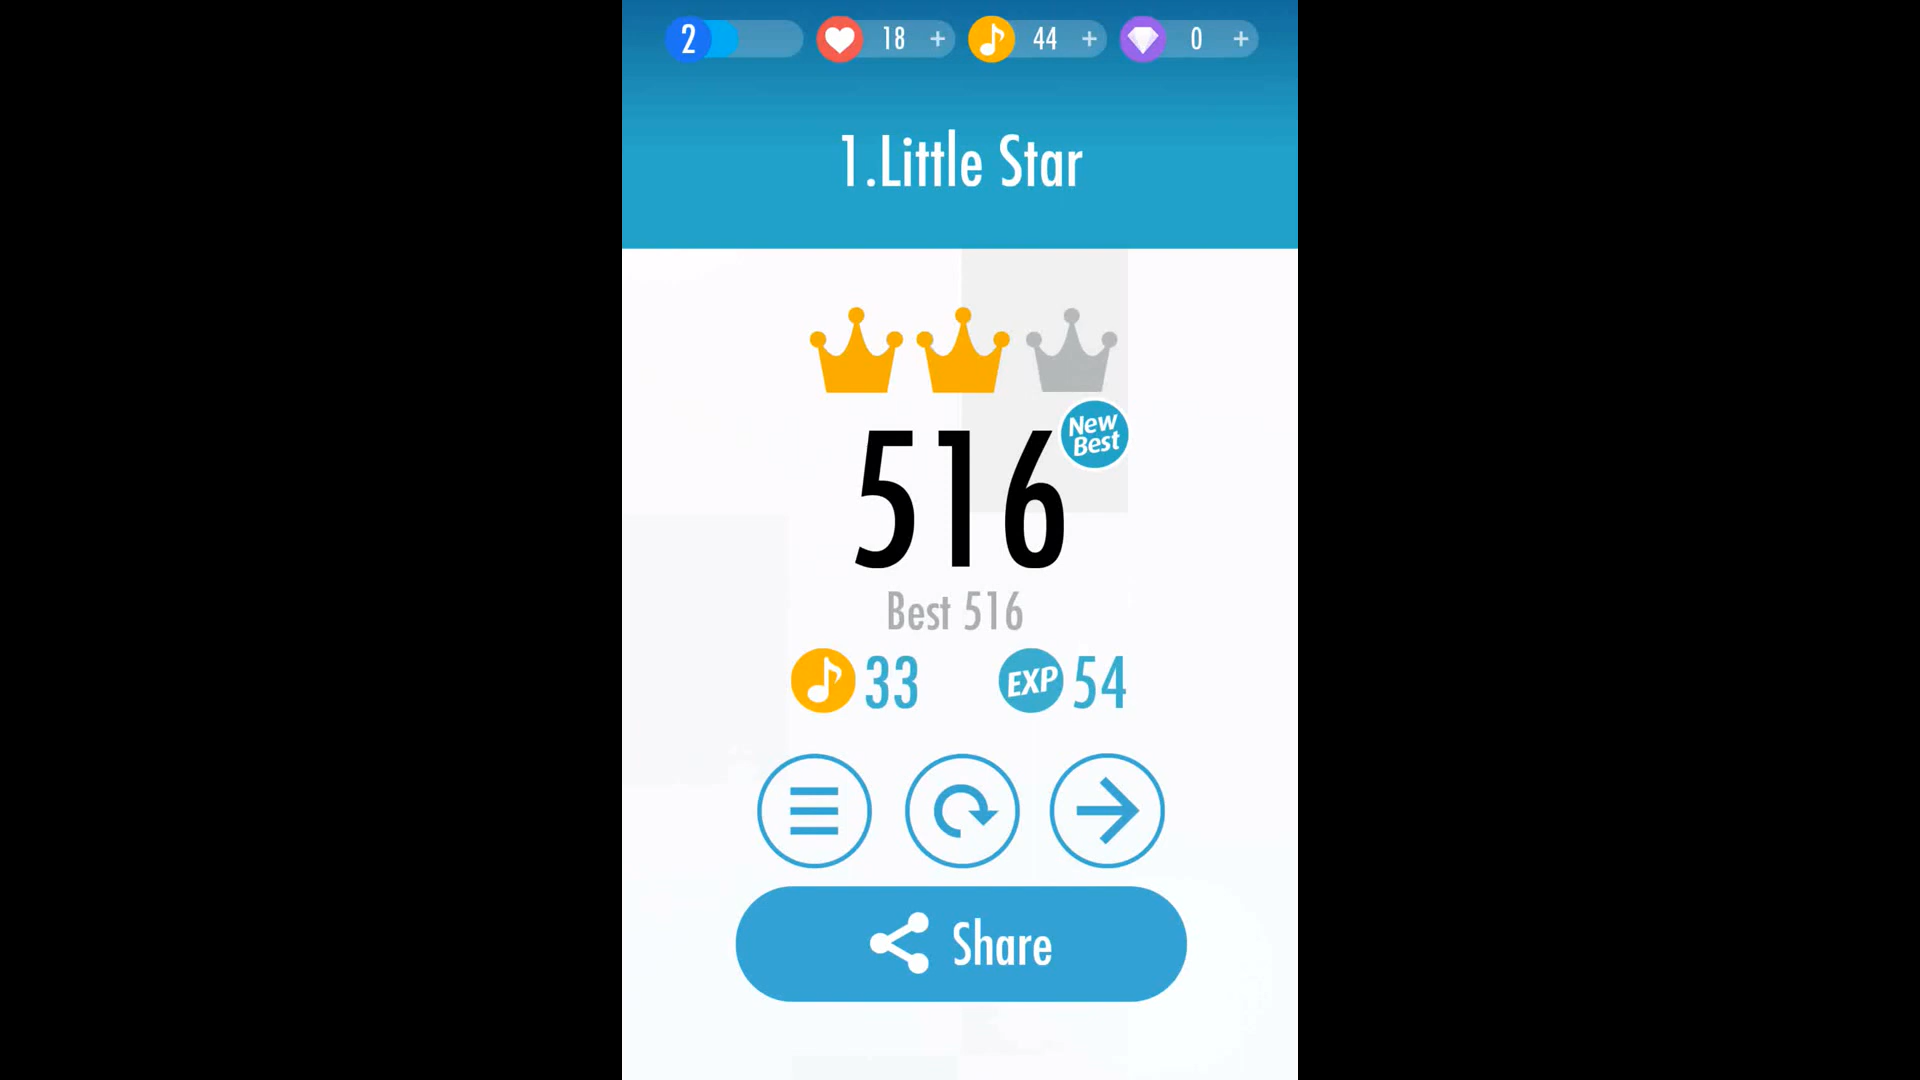 2 18 + 44 + 0 +
1.Little Star
New
Best
516
Best 516
33 EXP 54
Share